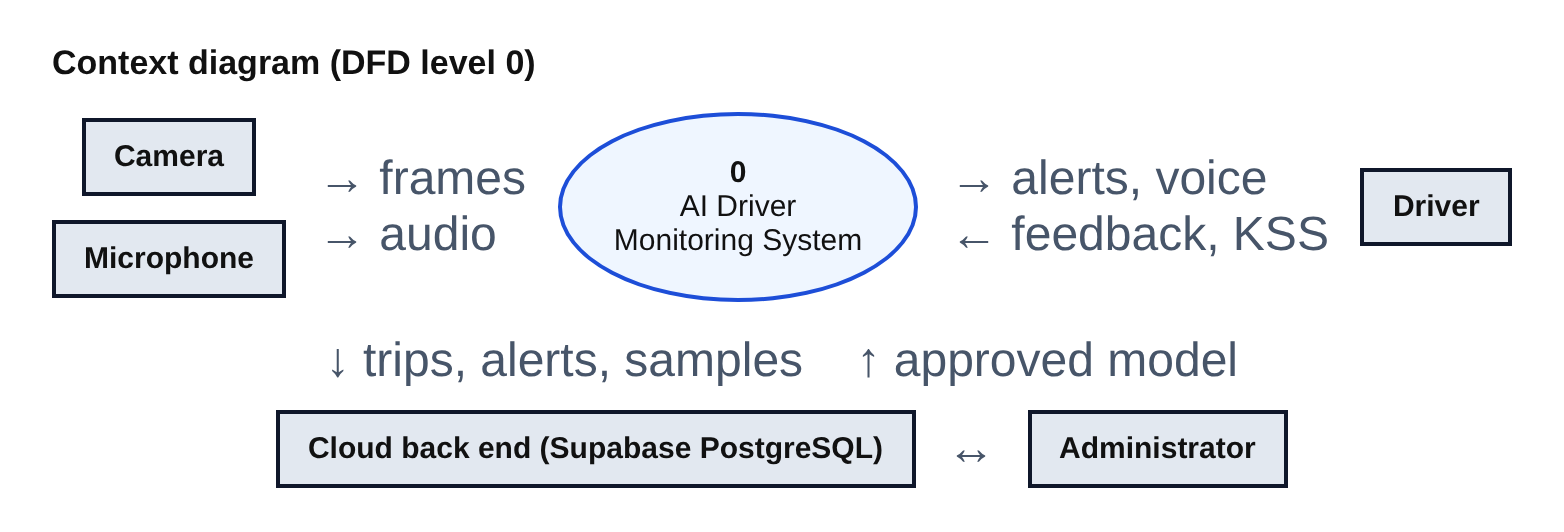 Context diagram (DFD level 0)
Camera
Microphone
→ frames
→ audio
0
AI Driver
Monitoring System
→ alerts, voice
← feedback, KSS
Driver
↓ trips, alerts, samples ↑ approved model
Cloud back end (Supabase PostgreSQL) ↔ Administrator